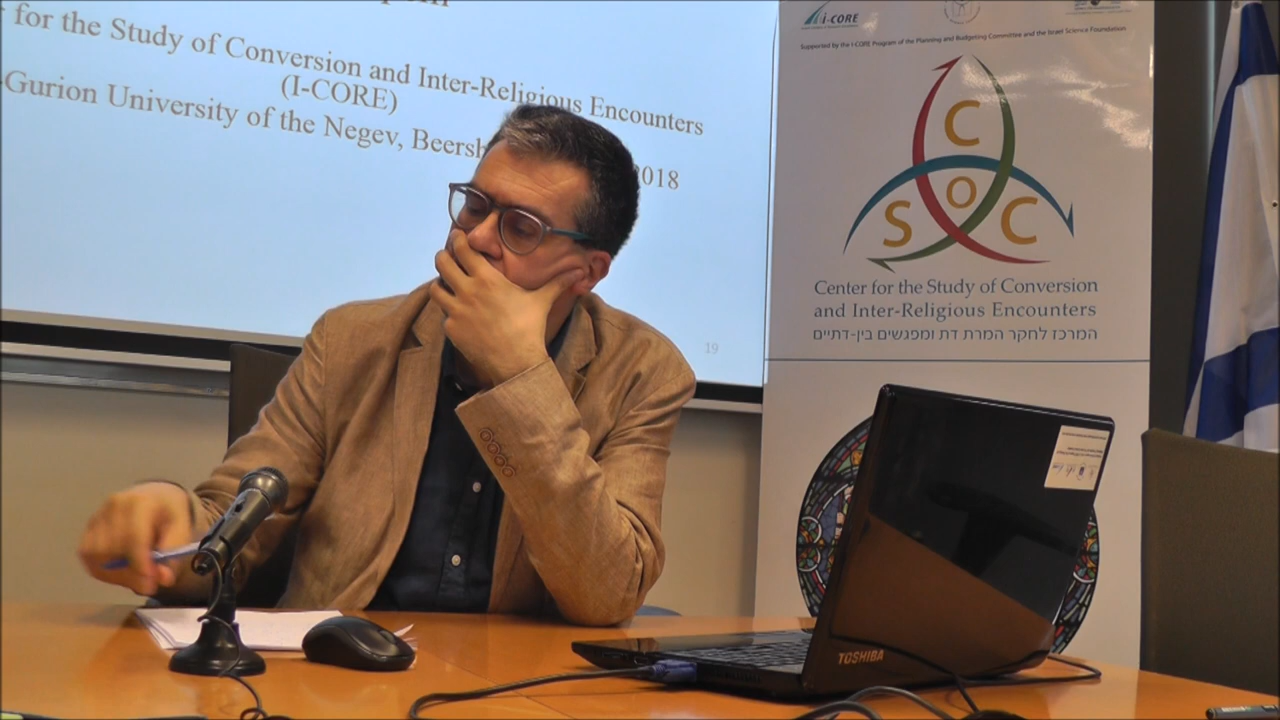 for the Study of Conversion and Inter-Religious Encounters
(I-CORE)
-Gurion University of the Negev, Beersh
2018
19
i-CORE
Supported by the I-CORE Program of the Planning and Budgeting Committee and the Israel Science Foundation
C
O
S
C
Center for the Study of Conversion
and Inter-Religious Encounters
המרכז לחקר המרת דת ומפגשים בין-דתיים
TOSHIBA